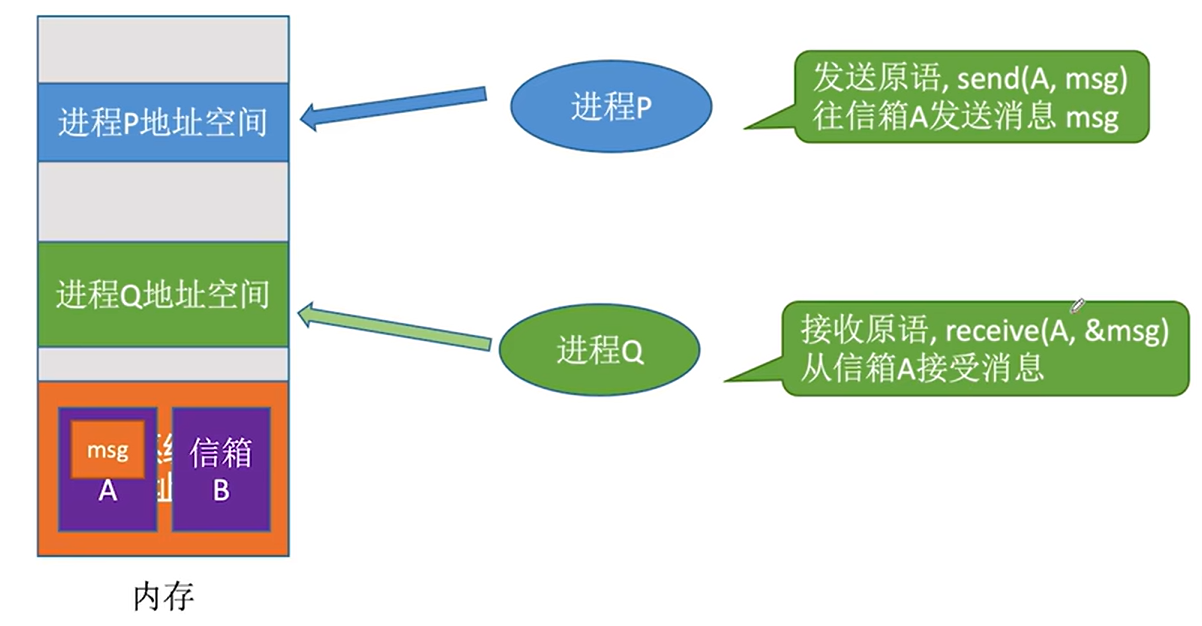 进程P地址空间
进程P
发送原语, send(A, msg)
往信箱A发送消息 msg
进程Q地址空间
进程Q
接收原语, receive(A, &msg)
从信箱A接受消息
msg
A
信箱
B
内存